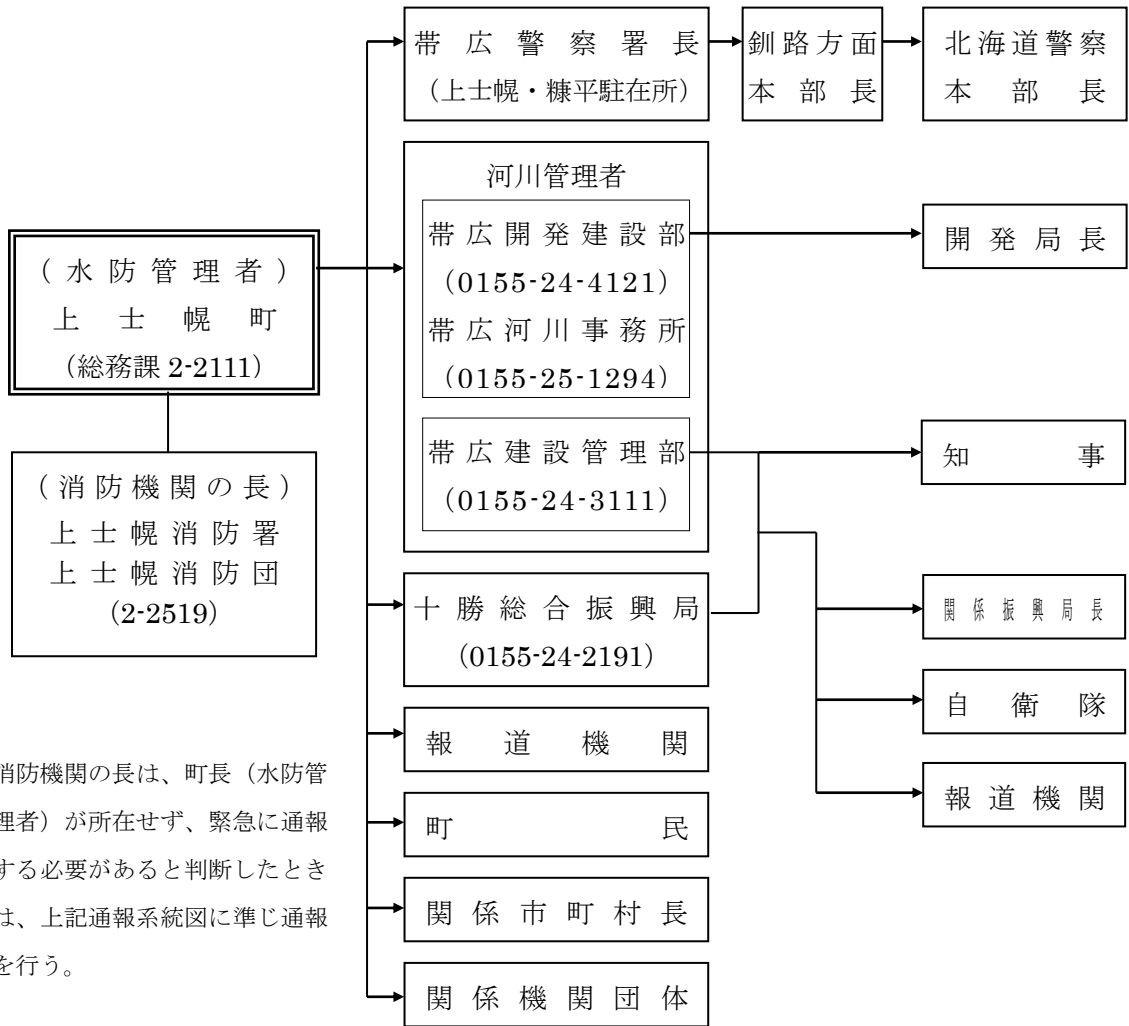 帯広警察署長
(上士幌・糠平駐在所)
釧路方面
本部長
北海道警察
本部長
河川管理者
帯広開発建設部
(0155-24-4121)
帯広河川事務所
(0155-25-1294)
開発局長
(水防管理者)
上士幌町
(総務課 2-2111)
帯広建設管理部
(0155-24-3111)
知事
(消防機関の長)
上士幌消防署
上士幌消防団
(2-2519)
十勝総合振興局
(0155-24-2191)
関係振興局長
自衛隊
報道機関
報道機関
町民
関係市町村長
関係機関団体
消防機関の長は、町長(水防管
理者)が所在せず、緊急に通報
する必要があると判断したとき
は、上記通報系統図に準じ通報
を行う。